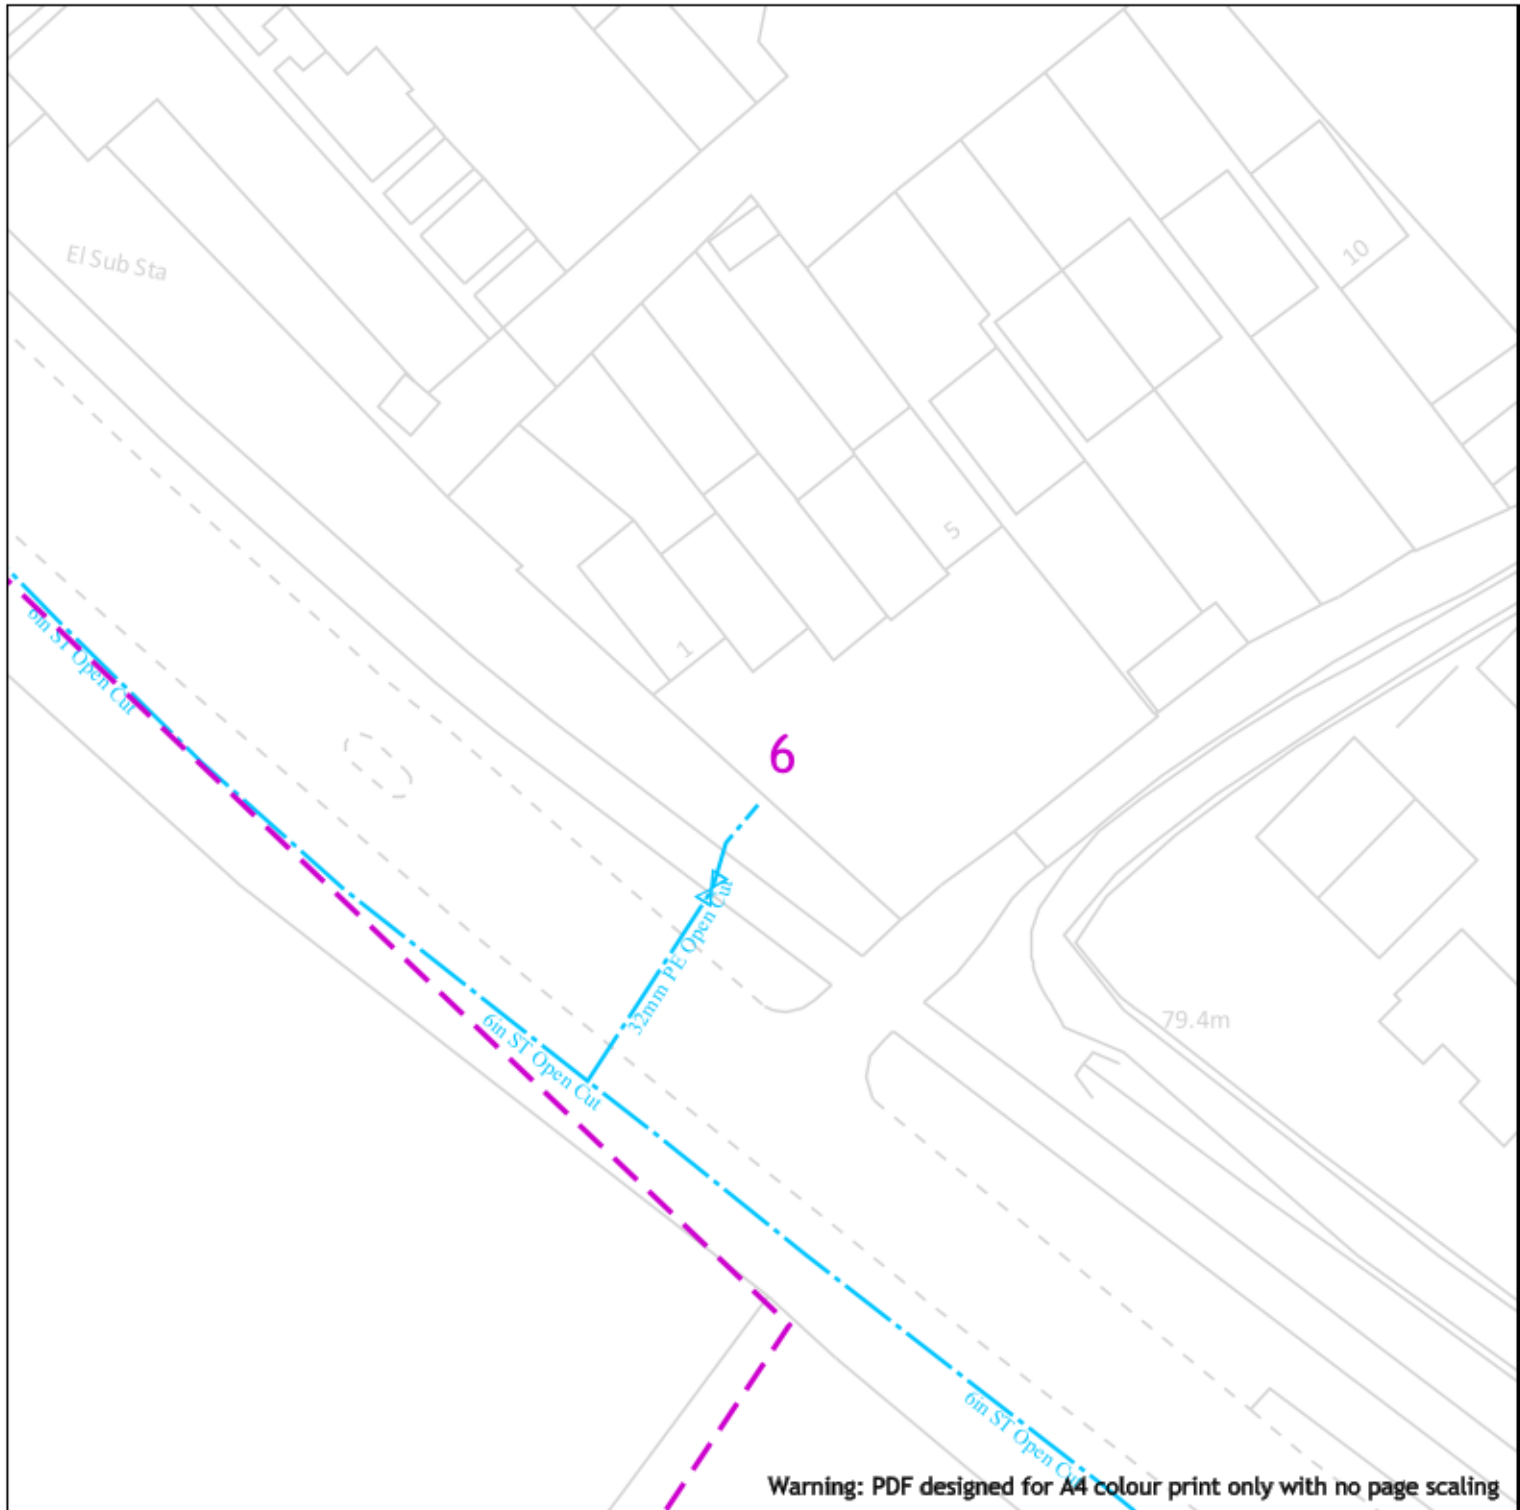 El Sub Sta
10
5
6in ST Open Cut
1
6
32mm PE Open Cut
6in ST Open Cut
79.4m
6in ST Open Cut
Warning: PDF designed for A4 colour print only with no page scaling